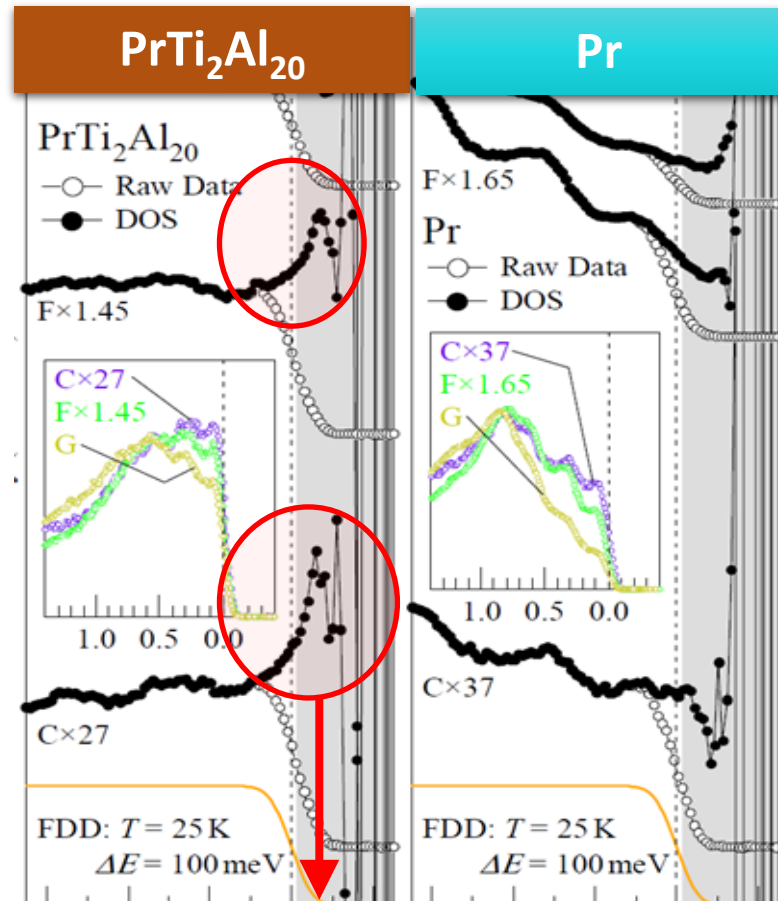 PrTi₂Al₂₀
Pr
PrTi₂Al₂₀
Raw Data
DOS
F×1.45
C×27
F×1.45
G
1.0 0.5 0.0
C×27
FDD: T = 25 K
ΔE = 100 meV
F×1.65
Pr
Raw Data
DOS
C×37
F×1.65
G
1.0 0.5 0.0
C×37
FDD: T = 25 K
ΔE = 100 meV